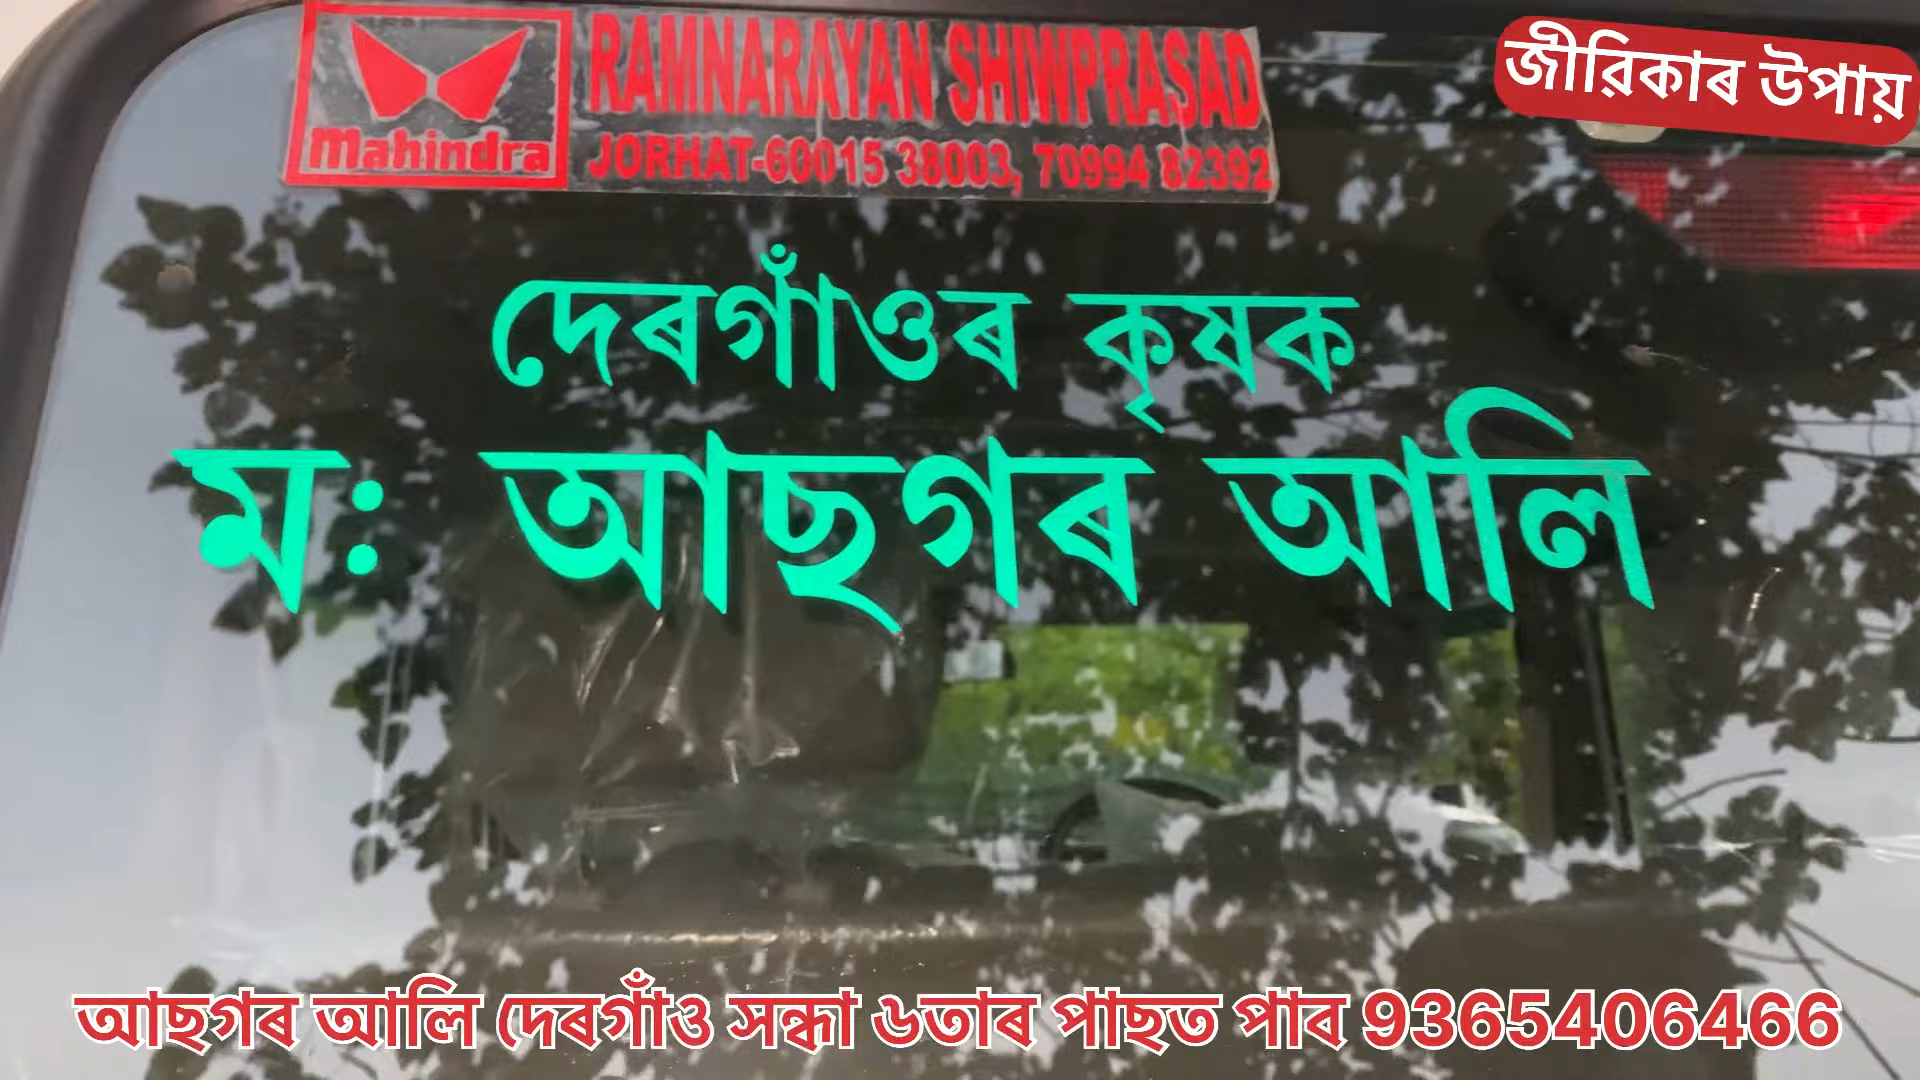 Mahindra
RAMNARAYAN SHIWPRASAD
JORHAT-60015 38003, 70994 82392
জীৱিকাৰ উপায়
দেৰগাঁওৰ কৃষক
মঃ আছগৰ আলি
আছগৰ আলি দেৰগাঁও সন্ধা ৬তাৰ পাছত পাব 9365406466